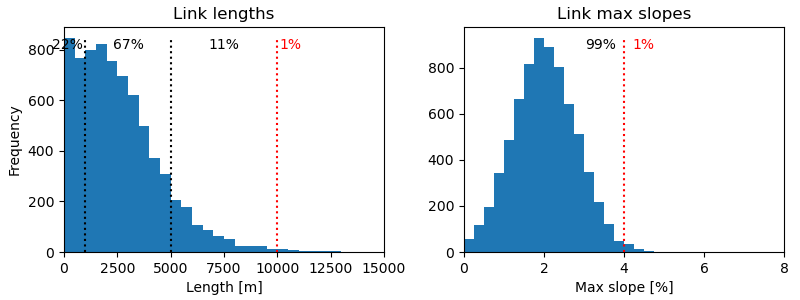 Link lengths
22% 67% 11% 1%
800
600
400
200
0
Frequency
0 2500 5000 7500 10000 12500 15000
Length [m]
Link max slopes
99% 1%
800
600
400
200
0
0 2 4 6 8
Max slope [%]